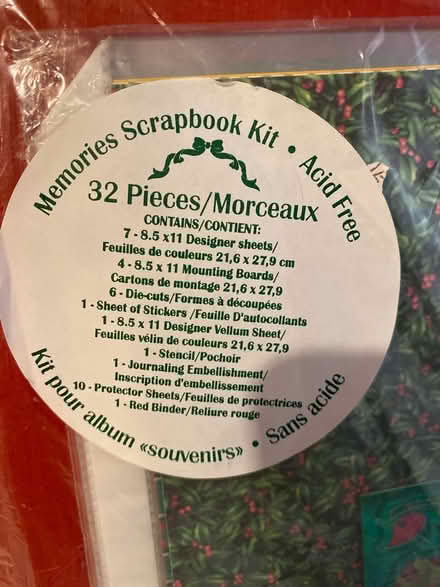 Memories Scrapbook Kit • Acid Free
32 Pieces/Morceaux
CONTAINS/CONTIENT:
7 - 8.5 x11 Designer sheets/
Feuilles de couleurs 21,6 x 27,9 cm
4 - 8.5 x 11 Mounting Boards/
Cartons de montage 21,6 x 27,9
6 - Die-cuts/Formes à découpées
1 - Sheet of Stickers /Feuille D'autocollants
1 - 8.5 x 11 Designer Vellum Sheet/
Feuilles vélin de couleurs 21,6 x 27,9
1 - Stencil/Pochoir
1 - Journaling Embellishment/
Inscription d'embellissement
10 - Protector Sheets/Feuilles de protectrices
1 - Red Binder/Reliure rouge
Kit pour album «souvenirs» • Sans acide